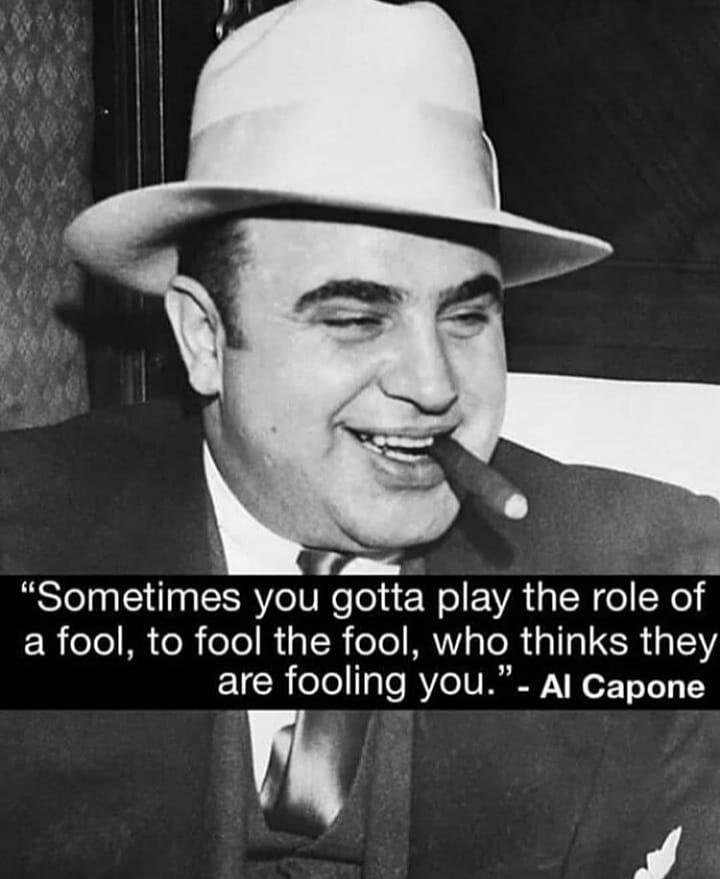 “Sometimes you gotta play the role of
a fool, to fool the fool, who thinks they
are fooling you.” - Al Capone